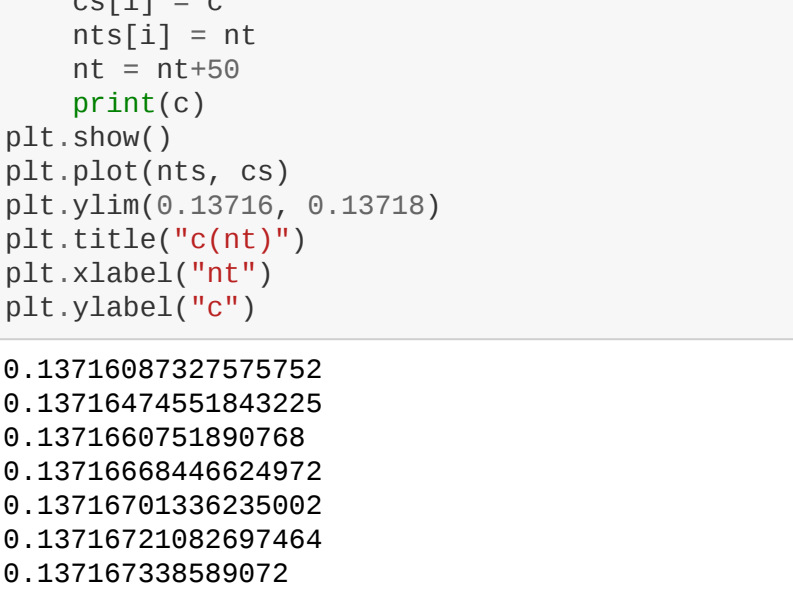 cs[i] = c
nts[i] = nt
nt = nt+50
print(c)
plt.show()
plt.plot(nts, cs)
plt.ylim(0.13716, 0.13718)
plt.title("c(nt)")
plt.xlabel("nt")
plt.ylabel("c")
0.13716087327575752
0.13716474551843225
0.1371660751890768
0.13716668446624972
0.13716701336235002
0.13716721082697464
0.137167338589072